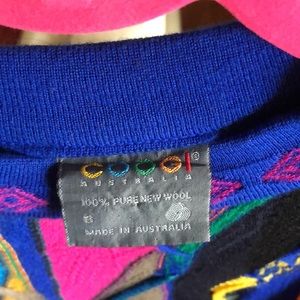 COOGI®
AUSTRALIA
100% PURE NEW WOOL
S
MADE IN AUSTRALIA